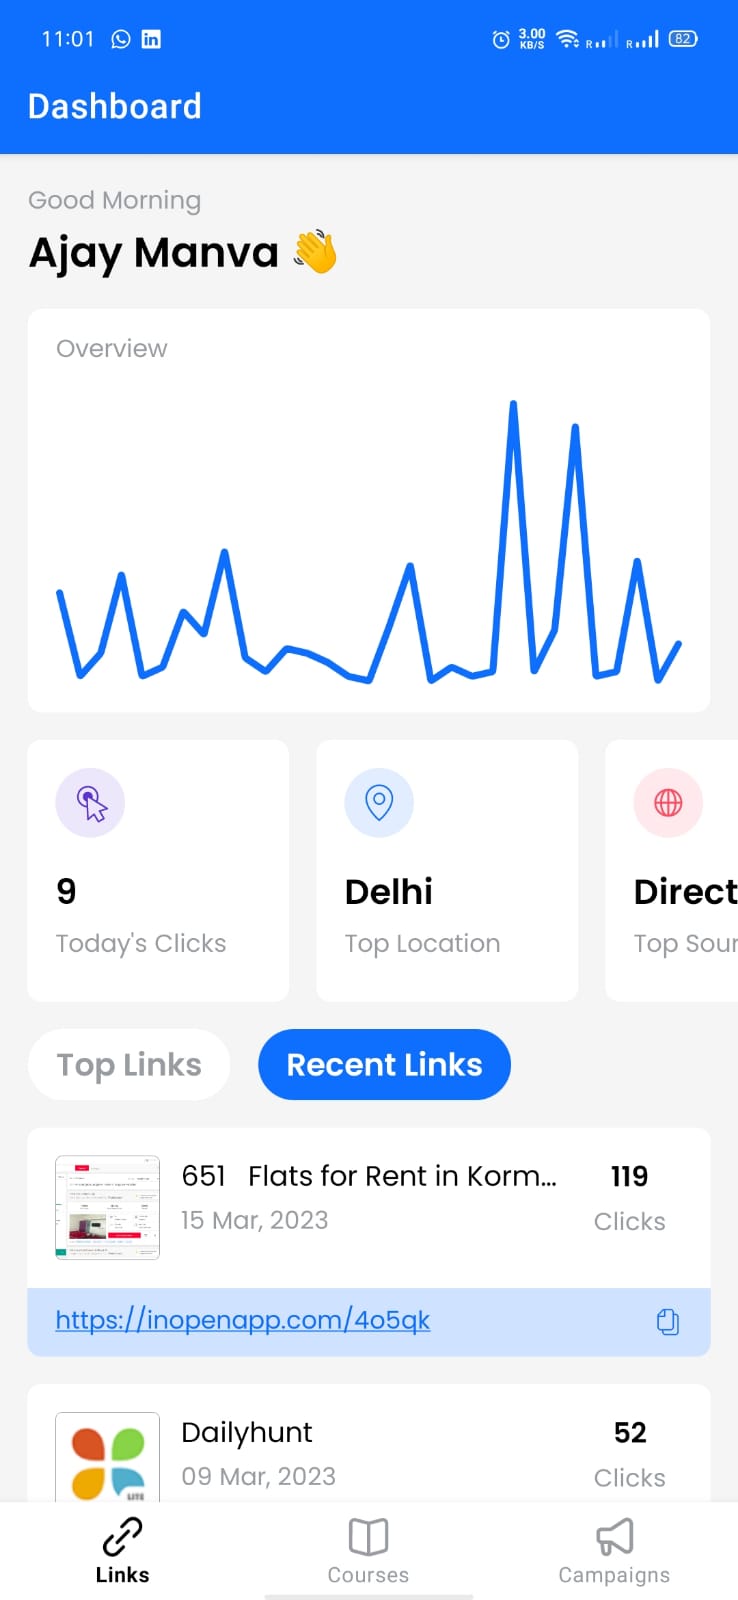 11:01
3.00
KB/S
R
R
82
Dashboard
Good Morning
Ajay Manva 👋
Overview
9
Today's Clicks
Delhi
Top Location
Direct
Top Sour
Top Links
Recent Links
651 Flats for Rent in Korm...
119
15 Mar, 2023
Clicks
https://inopenapp.com/4o5qk
Dailyhunt
52
09 Mar, 2023
Clicks
LITE
Links
Courses
Campaigns